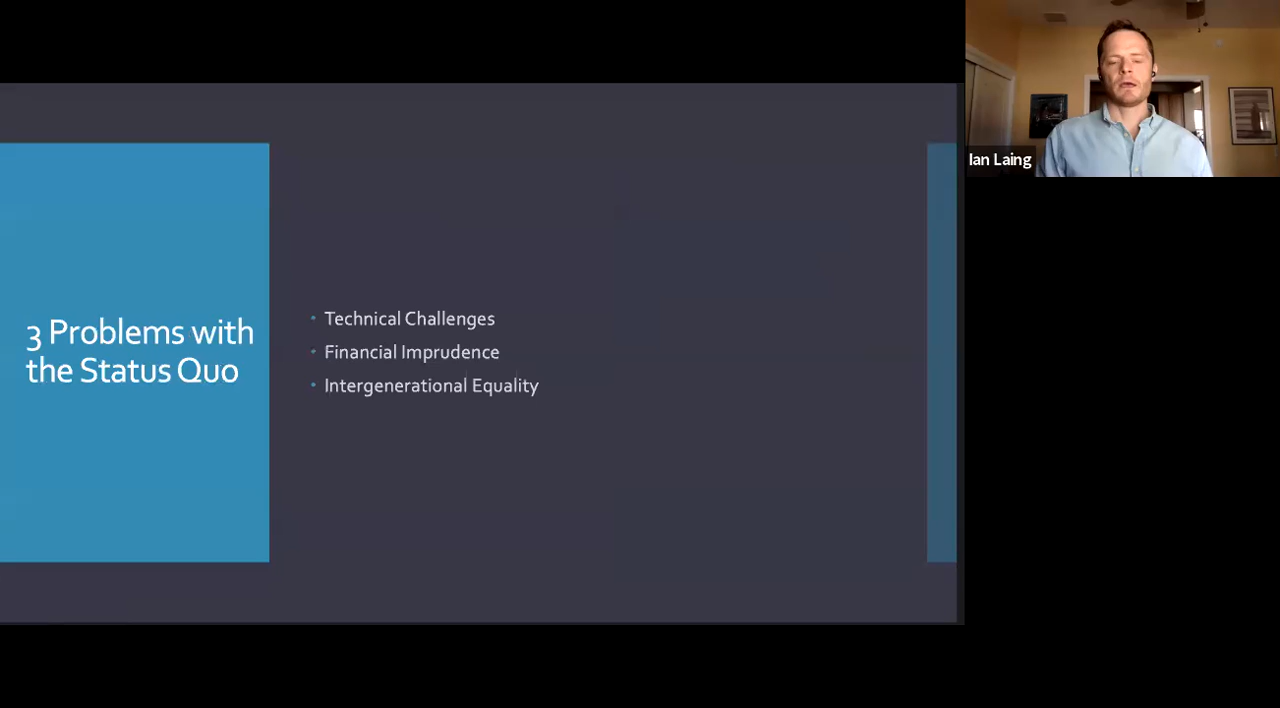 3 Problems with
the Status Quo
Technical Challenges
Financial Imprudence
Intergenerational Equality
Ian Laing